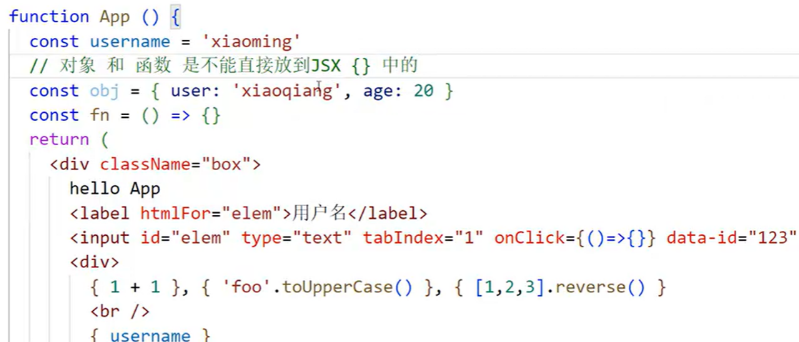 function App () {
const username = 'xiaoming'
// 对象 和 函数 是不能直接放到JSX {} 中的
const obj = { user: 'xiaoqiang', age: 20 }
const fn = () => {}
return (
<div className="box">
hello App
<label htmlFor="elem">用户名</label>
<input id="elem" type="text" tabIndex="1" onClick={()=>{}} data-id="123"
<div>
{ 1 + 1 }, { 'foo'.toUpperCase() }, { [1,2,3].reverse() }
<br />
{ username }